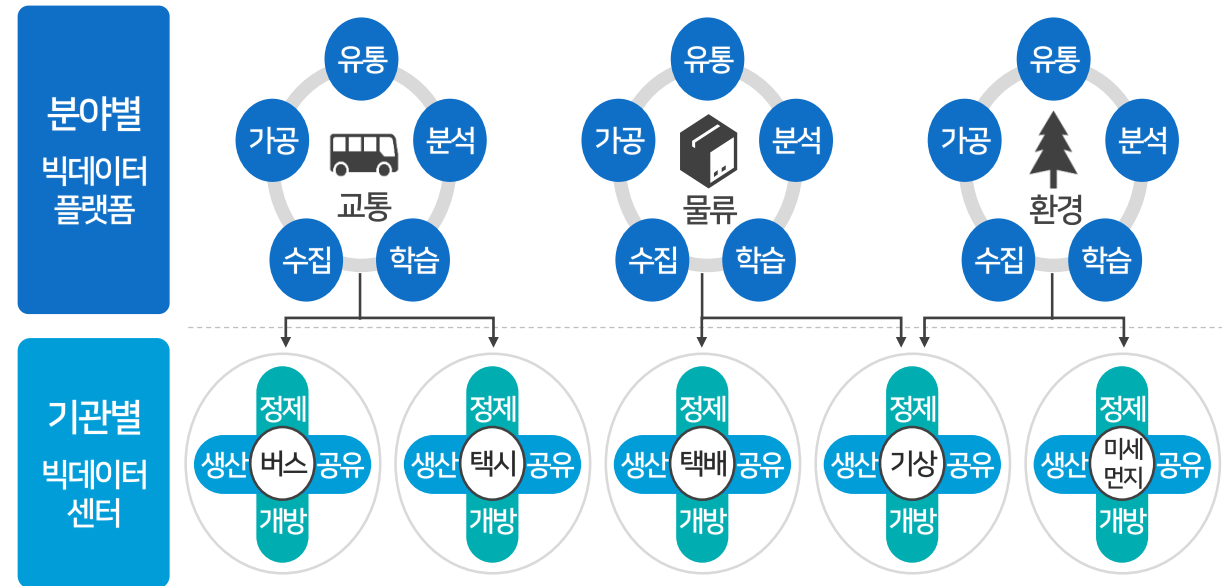 분야별
빅데이터
플랫폼
유통
가공
분석
교통
수집
학습
유통
가공
분석
물류
수집
학습
유통
가공
분석
환경
수집
학습
기관별
빅데이터
센터
정제
생산 버스 공유
개방
정제
생산 택시 공유
개방
정제
생산 택배 공유
개방
정제
생산 기상 공유
개방
정제
생산 미세 공유
먼지
개방